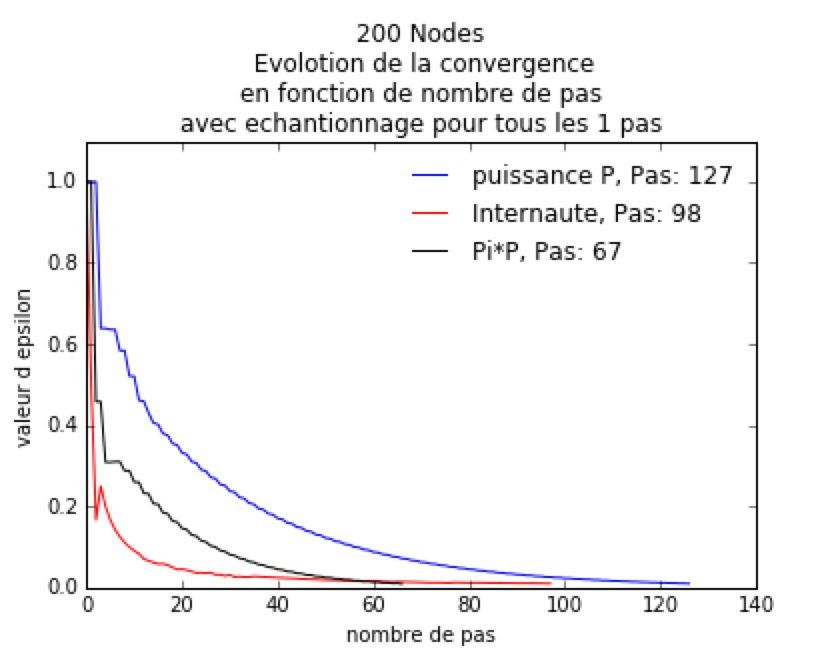 200 Nodes
Evolotion de la convergence
en fonction de nombre de pas
avec echantionnage pour tous les 1 pas
puissance P, Pas: 127
Internaute, Pas: 98
Pi*P, Pas: 67
1.0
0.8
0.6
0.4
0.2
0.0
valeur d epsilon
0 20 40 60 80 100 120 140
nombre de pas